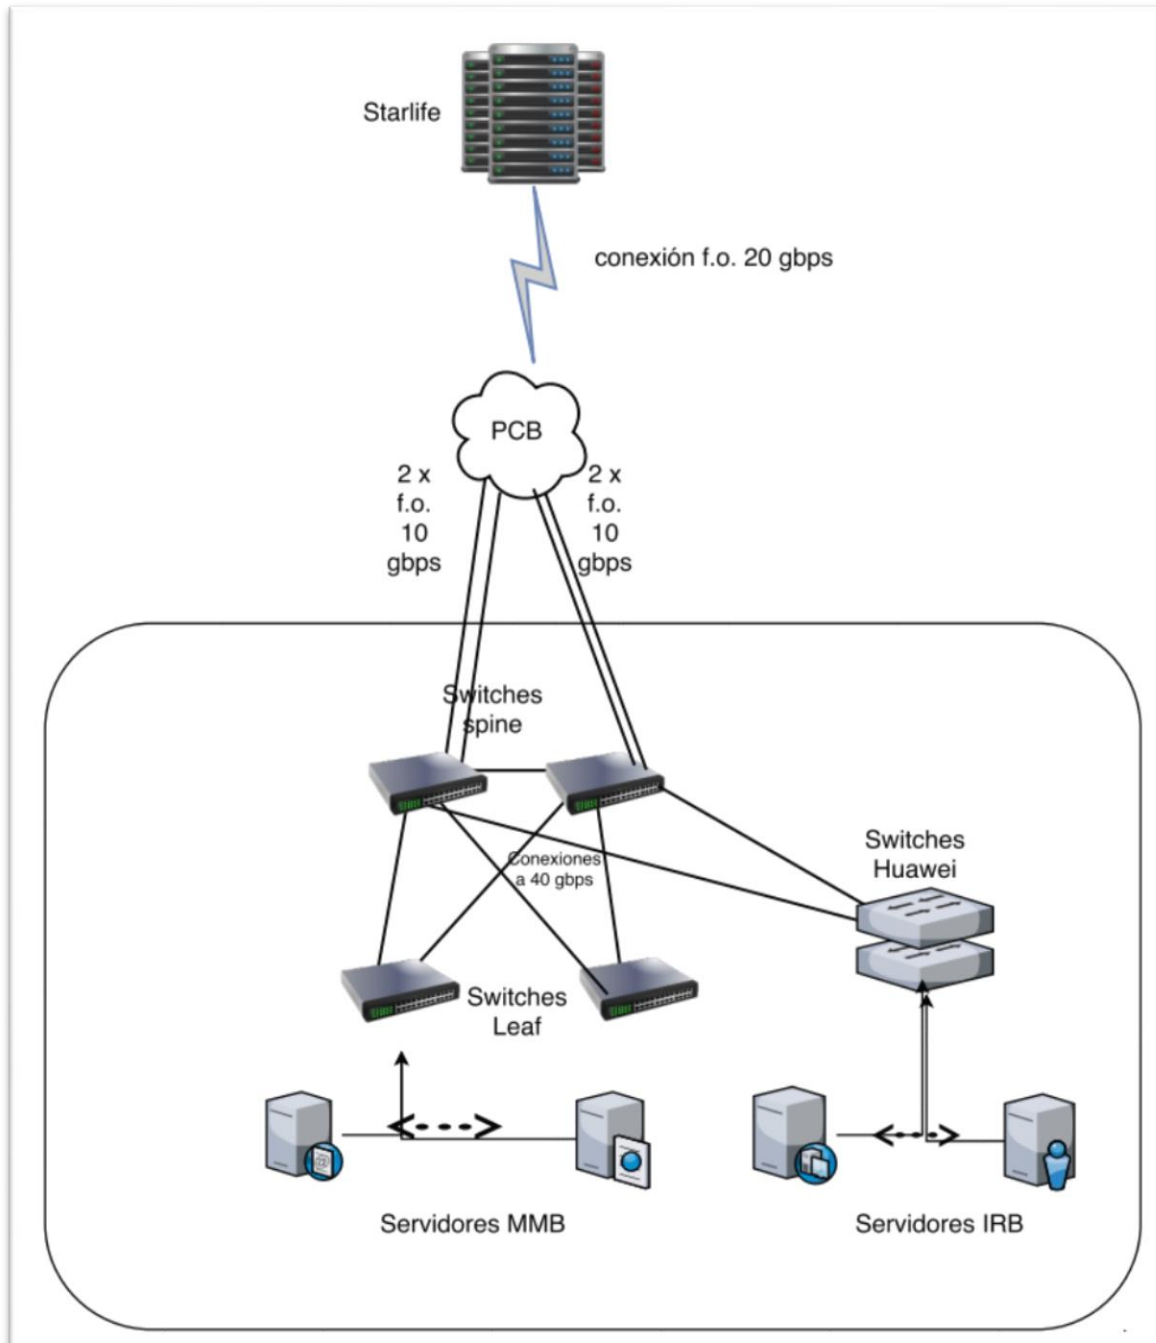 Starlife
conexión f.o. 20 gbps
PCB
2 x
f.o.
10
gbps
2 x
f.o.
10
gbps
Switches
spine
Conexiones
a 40 gbps
Switches
Huawei
Switches
Leaf
Servidores MMB
Servidores IRB